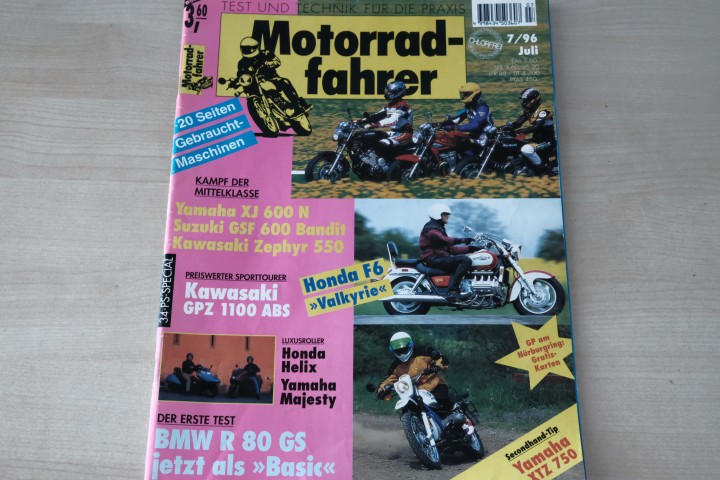 3,60
TEST UND TECHNIK FÜR DIE PRAXIS
Motorrad-
fahrer
CHLORFREI
7/96
Juli
Motorrad-
fahrer
20 Seiten
Gebraucht-
Maschinen
KAMPF DER
MITTELKLASSE
Yamaha XJ 600 N
Suzuki GSF 600 Bandit
Kawasaki Zephyr 550
34-PS-SPECIAL
PREISWERTER SPORTTOURER
Kawasaki
GPZ 1100 ABS
Honda F6
»Valkyrie«
LUXUSROLLER
Honda
Helix
Yamaha
Majesty
GP am
Nürburgring:
Gratis-
Karten
DER ERSTE TEST
BMW R 80 GS
jetzt als »Basic«
Secondhand-Tip
Yamaha
XTZ 750